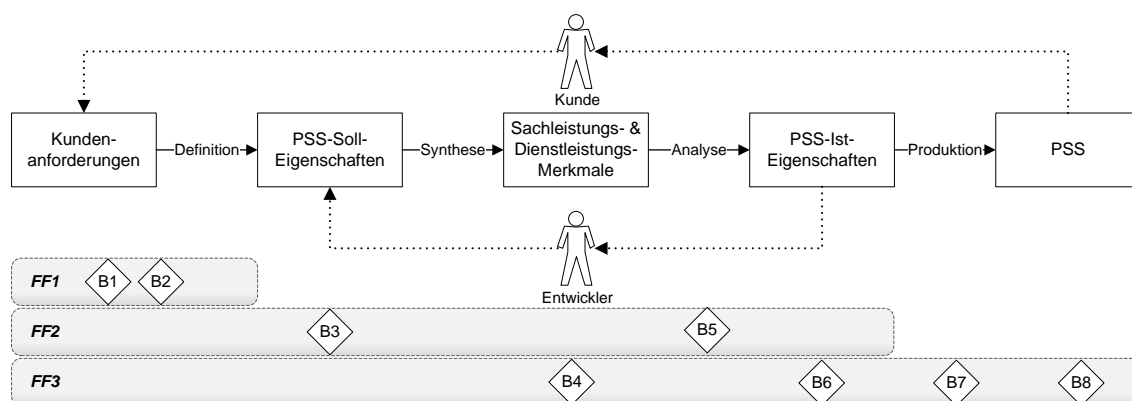 Kunde
Kunden-
anforderungen
Definition
PSS-Soll-
Eigenschaften
Synthese
Sachleistungs- &
Dienstleistungs-
Merkmale
Analyse
PSS-Ist-
Eigenschaften
Produktion
PSS
Entwickler
FF1 B1 B2
FF2 B3 B5
FF3 B4 B6 B7 B8